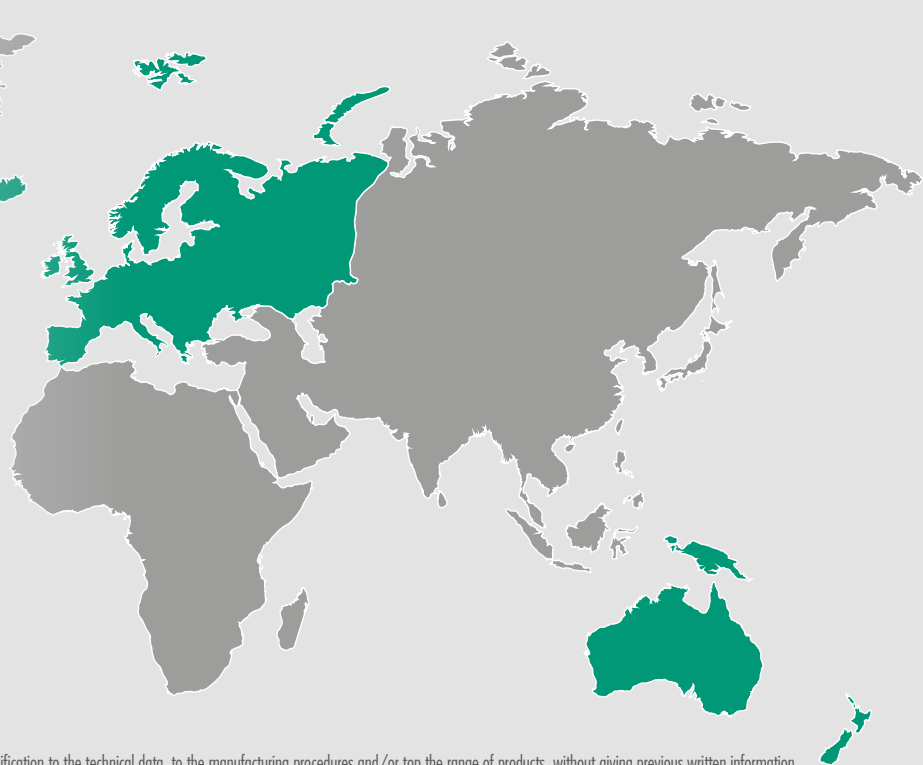 ification to the technical data, to the manufacturing procedures and/or top the range of products, without giving previous written information.